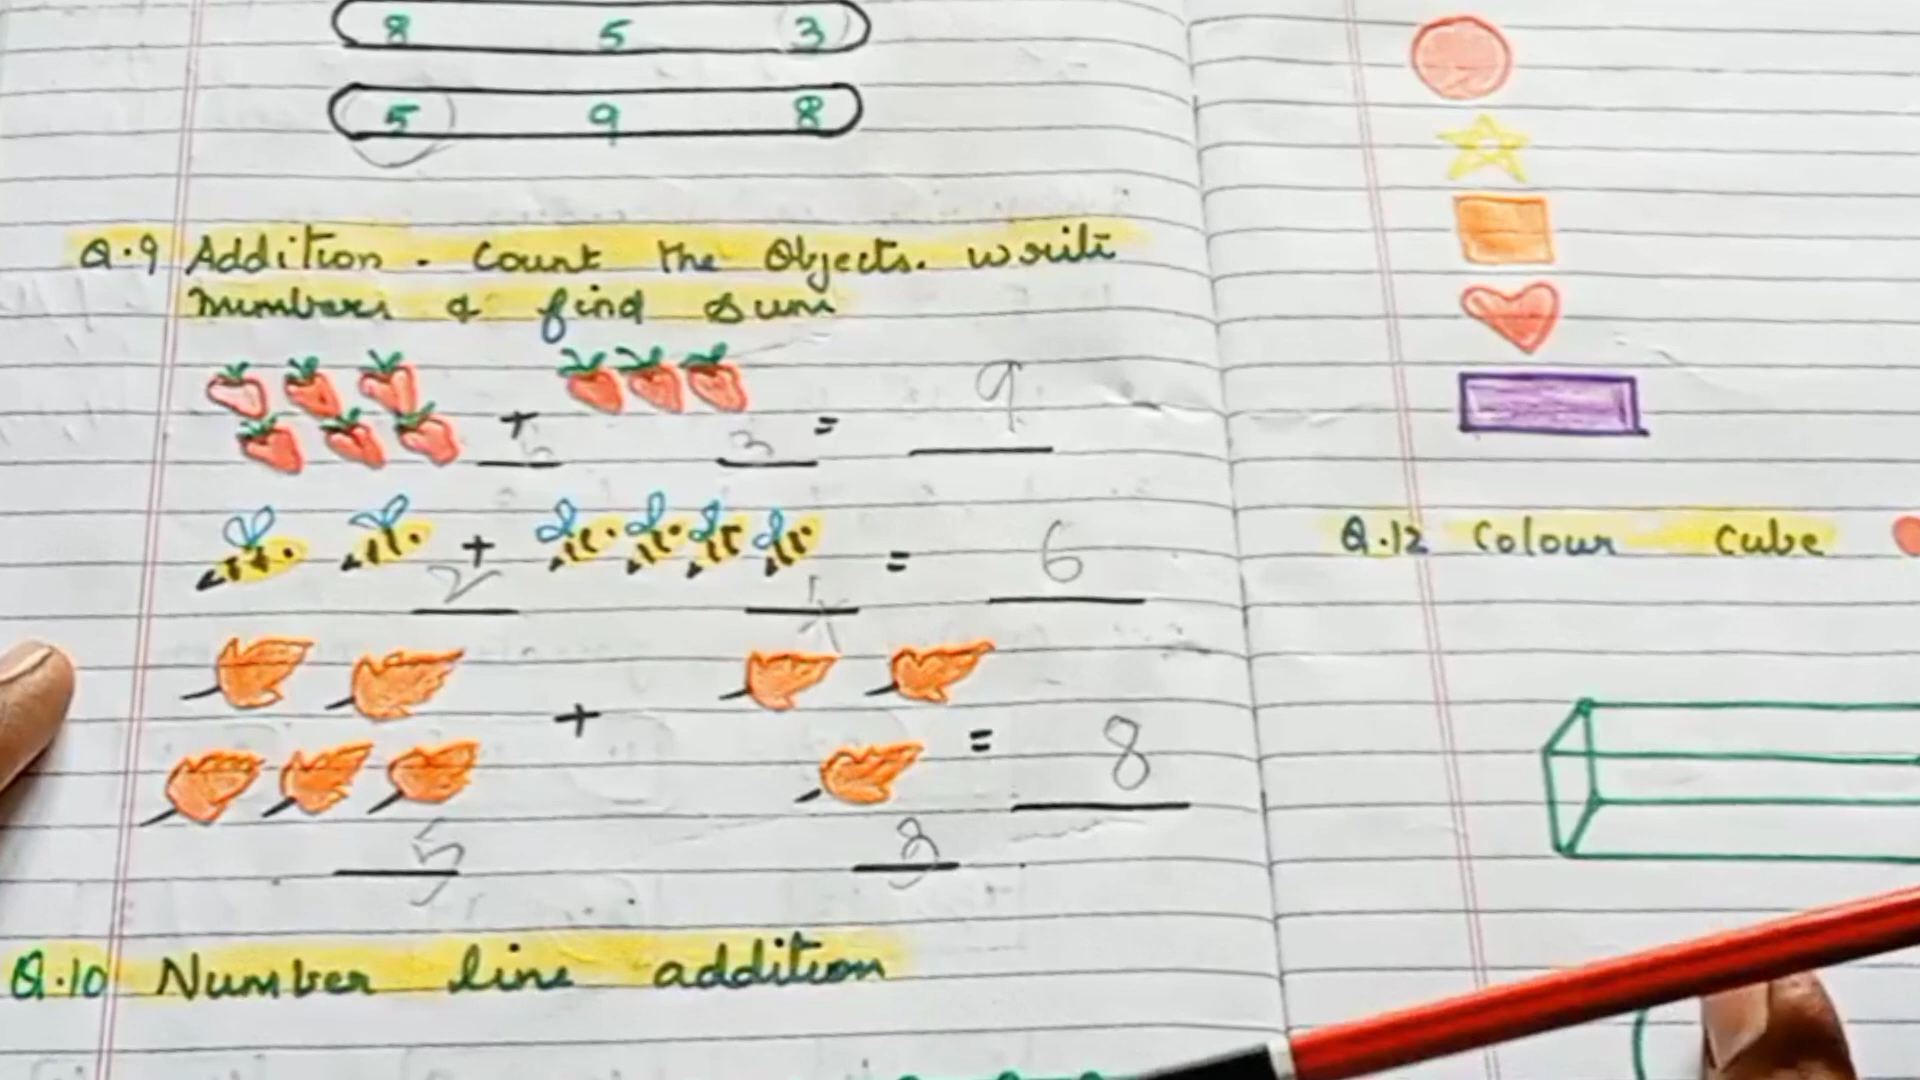 8 5 3
5 9 8
Q.9 Addition. Count the Objects. write
numbers & find sum
+ = 9
3
+ = 6
2
+
= 8
5 3
Q.10 Number line addition
Q.12 Colour cube